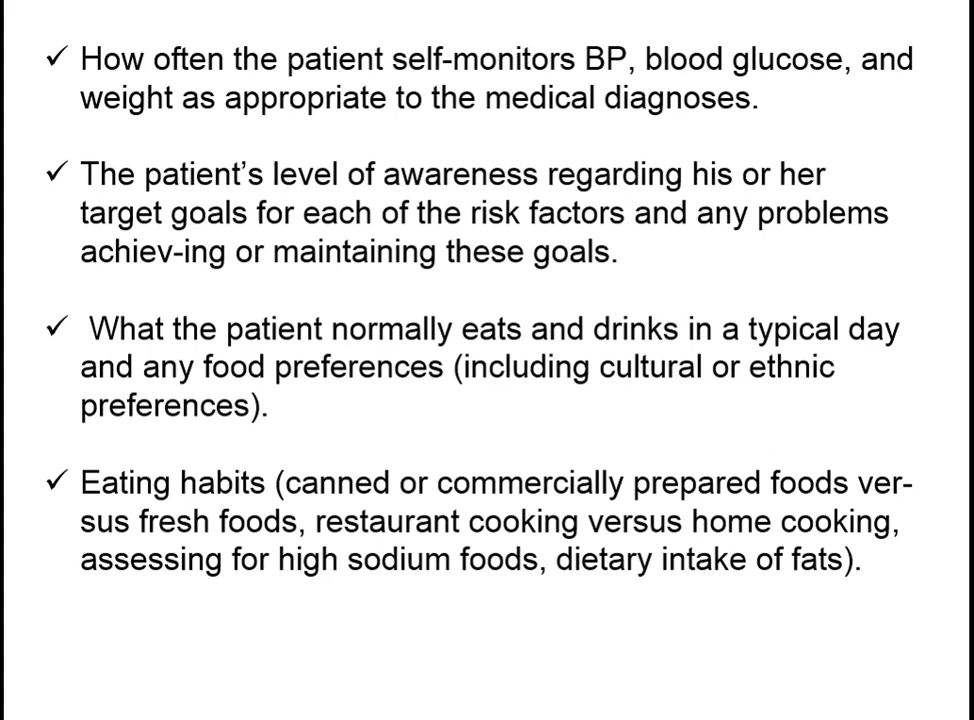 ✓ How often the patient self-monitors BP, blood glucose, and
weight as appropriate to the medical diagnoses.
✓ The patient’s level of awareness regarding his or her
target goals for each of the risk factors and any problems
achiev-ing or maintaining these goals.
✓ What the patient normally eats and drinks in a typical day
and any food preferences (including cultural or ethnic
preferences).
✓ Eating habits (canned or commercially prepared foods ver-
sus fresh foods, restaurant cooking versus home cooking,
assessing for high sodium foods, dietary intake of fats).